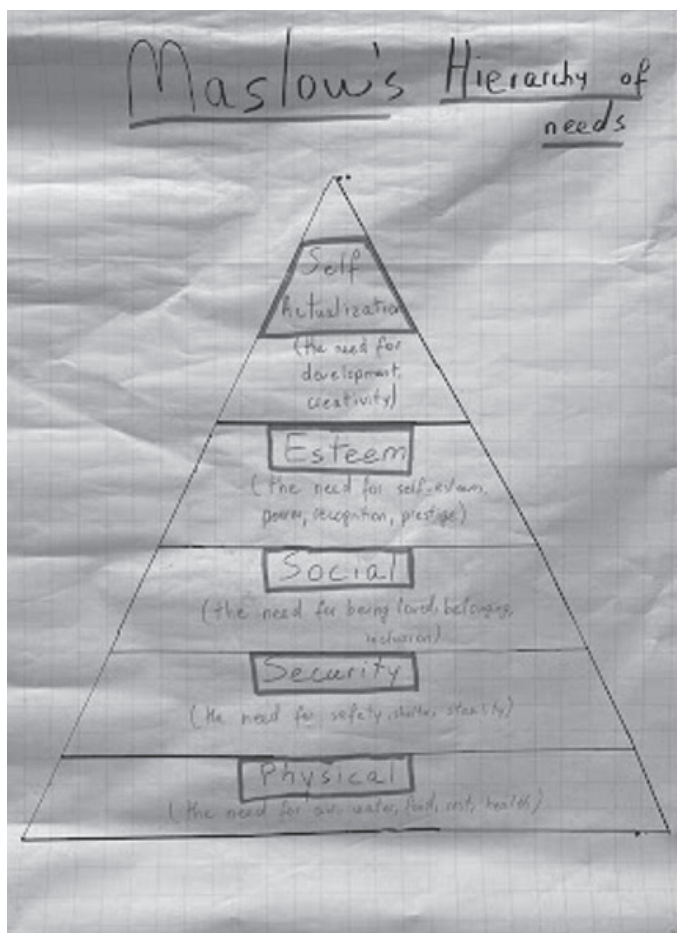 Maslow's Hierarchy of
needs
Self
Actualization
(the need for
development,
creativity)
Esteem
(the need for self-esteem,
power, recognition, prestige)
Social
(the need for being loved, belonging,
inclusion)
Security
(the need for safety, shelter, stability)
Physical
(the need for air, water, food, rest, health)